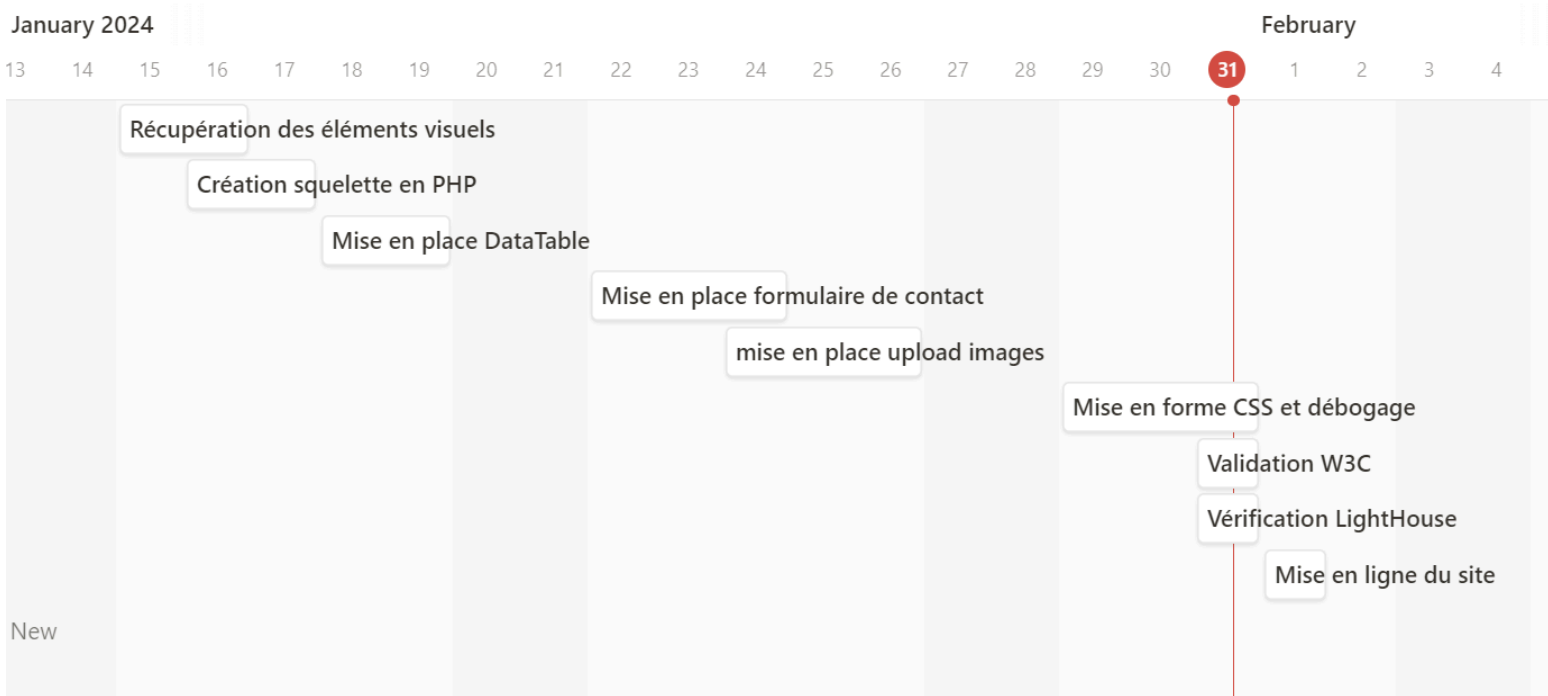 January 2024 February
13 14 15 16 17 18 19 20 21 22 23 24 25 26 27 28 29 30 31 1 2 3 4
Récupération des éléments visuels
Création squelette en PHP
Mise en place DataTable
Mise en place formulaire de contact
mise en place upload images
Mise en forme CSS et débogage
Validation W3C
Vérification LightHouse
Mise en ligne du site
New